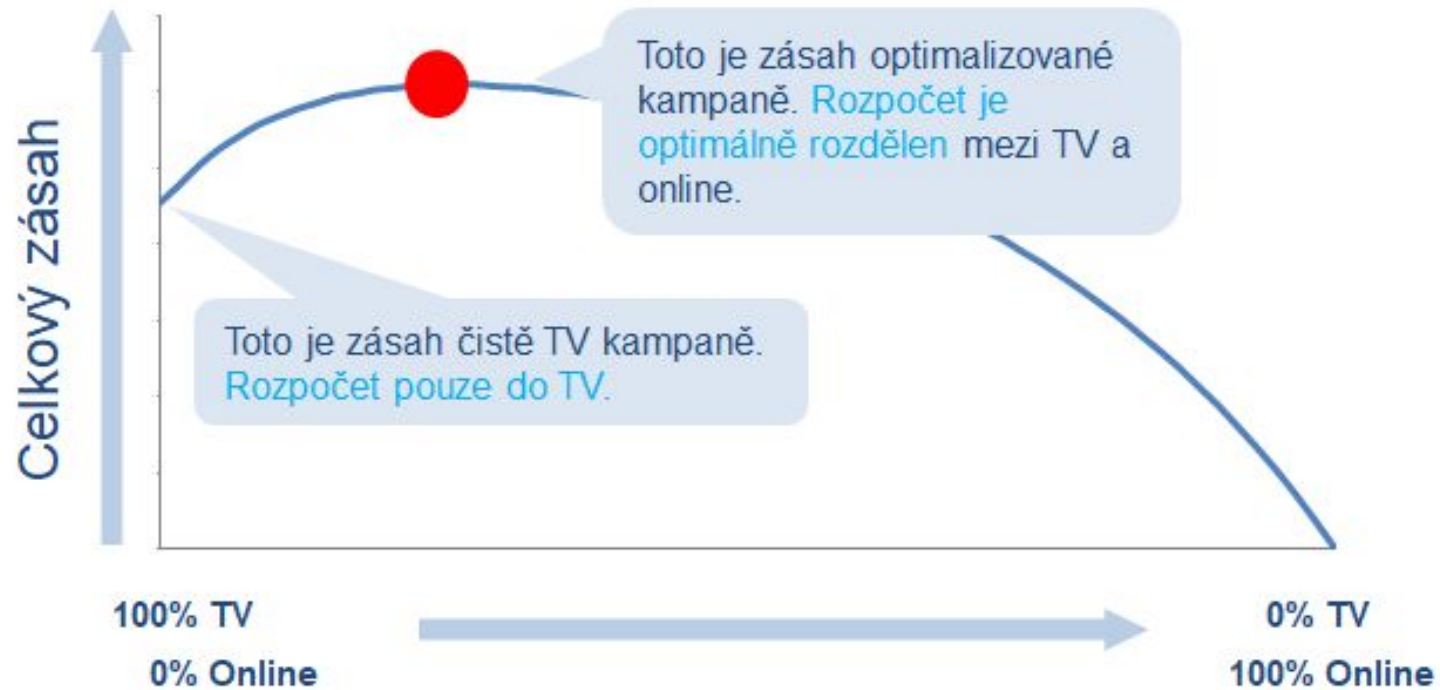 Toto je zásah optimalizované
kampaně. Rozpočet je
optimálně rozdělen mezi TV a
online.
Celkový zásah
Toto je zásah čistě TV kampaně.
Rozpočet pouze do TV.
100% TV
0% Online
0% TV
100% Online